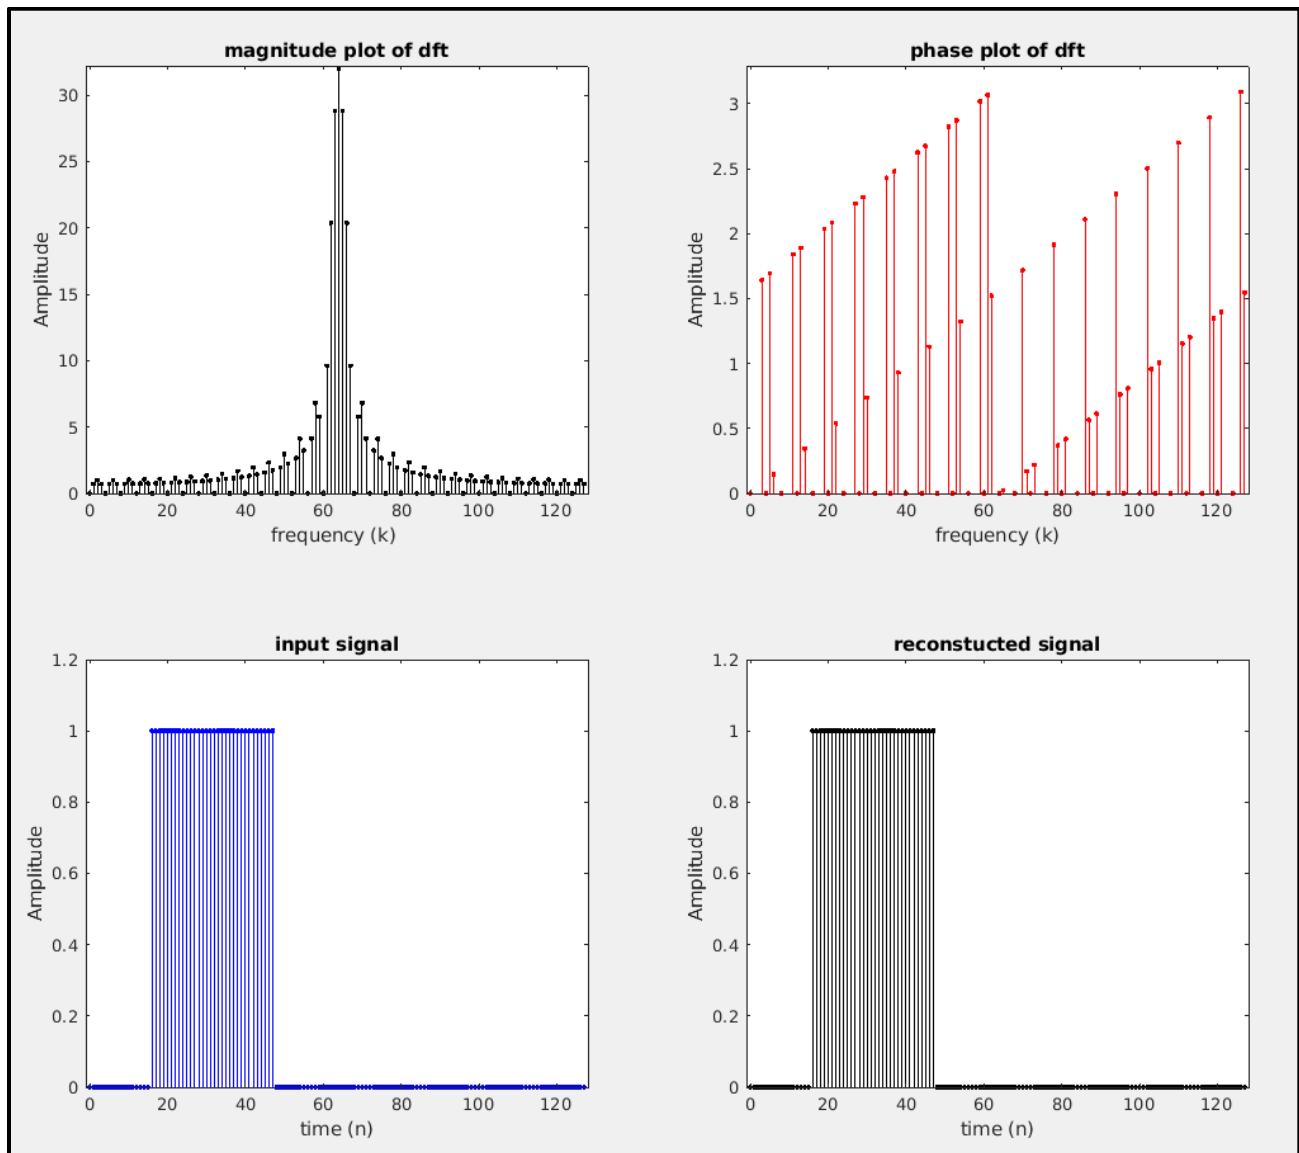 magnitude plot of dft
Amplitude
30
25
20
15
10
5
0
0 20 40 60 80 100 120
frequency (k)
phase plot of dft
Amplitude
3
2.5
2
1.5
1
0.5
0
0 20 40 60 80 100 120
frequency (k)
input signal
Amplitude
1.2
1
0.8
0.6
0.4
0.2
0
0 20 40 60 80 100 120
time (n)
reconstucted signal
Amplitude
1.2
1
0.8
0.6
0.4
0.2
0
0 20 40 60 80 100 120
time (n)